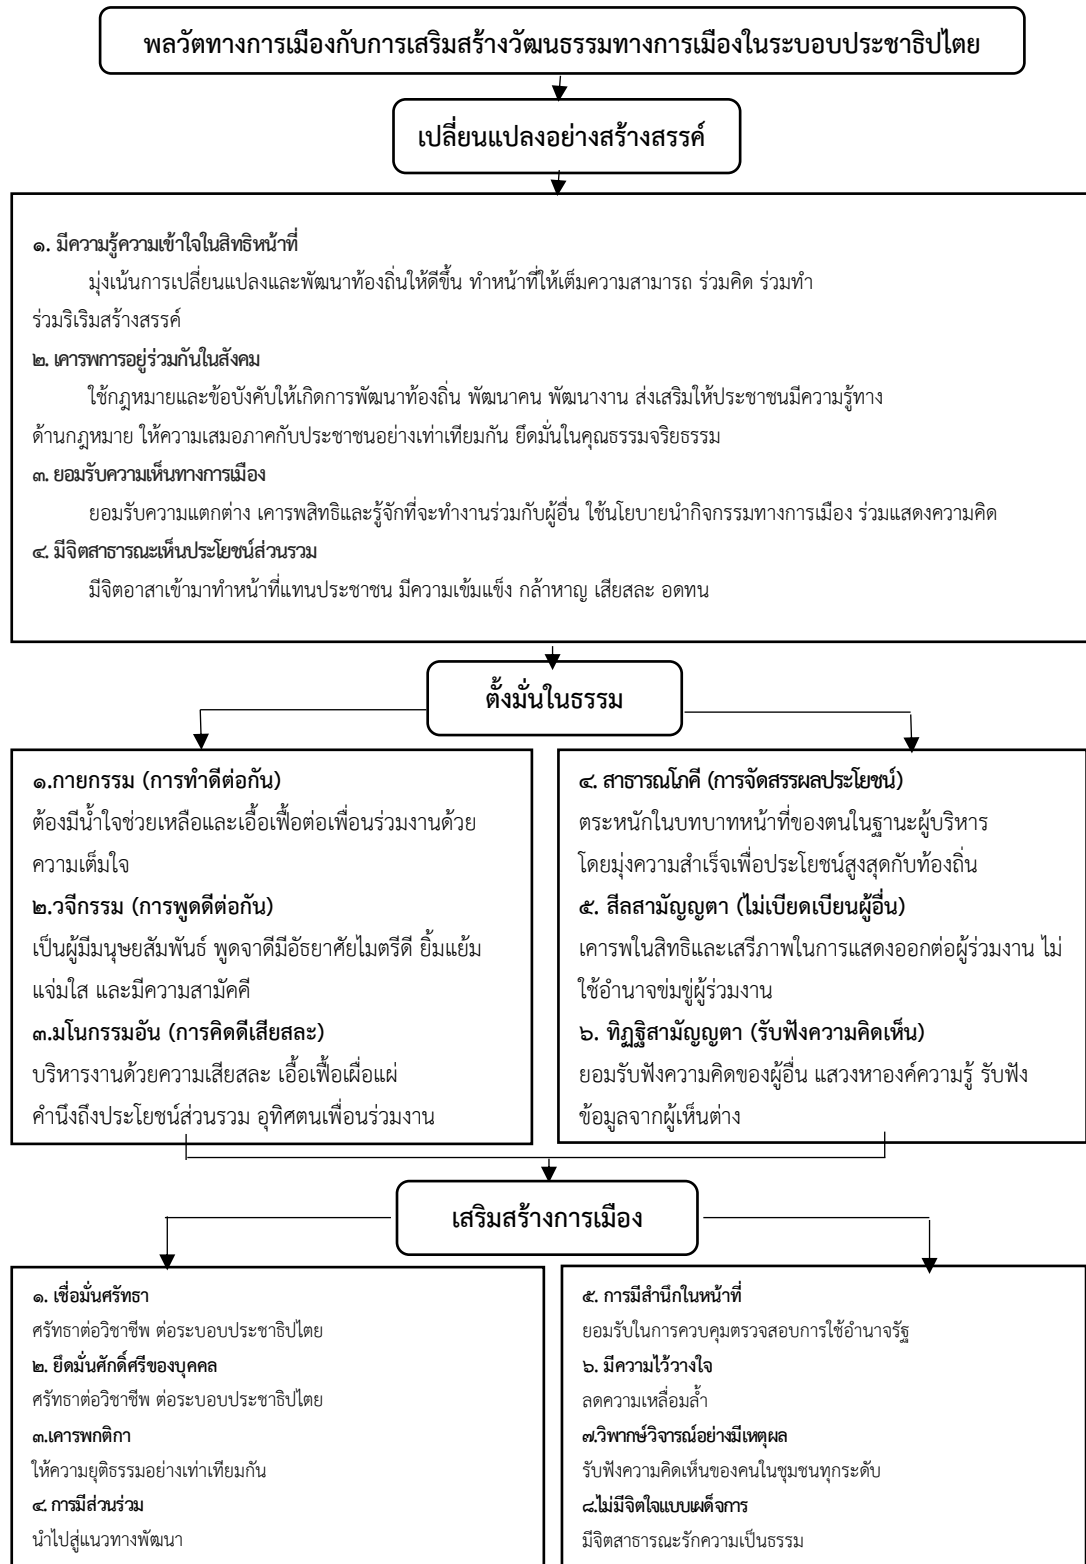 พลวัตทางการเมืองกับการเสริมสร้างวัฒนธรรมทางการเมืองในระบอบประชาธิปไตย
เปลี่ยนแปลงอย่างสร้างสรรค์
๑. มีความรู้ความเข้าใจในสิทธิหน้าที่
มุ่งเน้นการเปลี่ยนแปลงและพัฒนาท้องถิ่นให้ดีขึ้น ทำหน้าที่ให้เต็มความสามารถ ร่วมคิด ร่วมทำ
ร่วมริเริ่มสร้างสรรค์
๒. เคารพการอยู่ร่วมกันในสังคม
ใช้กฎหมายและข้อบังคับให้เกิดการพัฒนาท้องถิ่น พัฒนาคน พัฒนางาน ส่งเสริมให้ประชาชนมีความรู้ทาง
ด้านกฎหมาย ให้ความเสมอภาคกับประชาชนอย่างเท่าเทียมกัน ยึดมั่นในคุณธรรมจริยธรรม
๓. ยอมรับความเห็นทางการเมือง
ยอมรับความแตกต่าง เคารพสิทธิและรู้จักที่จะทำงานร่วมกับผู้อื่น ใช้นโยบายนำกิจกรรมทางการเมือง ร่วมแสดงความคิด
๔. มีจิตสาธารณะเห็นประโยชน์ส่วนรวม
มีจิตอาสาเข้ามาทำหน้าที่แทนประชาชน มีความเข้มแข็ง กล้าหาญ เสียสละ อดทน
ตั้งมั่นในธรรม
๑.กายกรรม (การทำดีต่อกัน)
ต้องมีน้ำใจช่วยเหลือและเอื้อเฟื้อต่อเพื่อนร่วมงานด้วย
ความเต็มใจ
๒.วจีกรรม (การพูดดีต่อกัน)
เป็นผู้มีมนุษยสัมพันธ์ พูดจาดีมีอัธยาศัยไมตรีดี ยิ้มแย้ม
แจ่มใส และมีความสามัคคี
๓.มโนกรรมอัน (การคิดดีเสียสละ)
บริหารงานด้วยความเสียสละ เอื้อเฟื้อเผื่อแผ่
คำนึงถึงประโยชน์ส่วนรวม อุทิศตนเพื่อนร่วมงาน
๔. สาธารณโภคี (การจัดสรรผลประโยชน์)
ตระหนักในบทบาทหน้าที่ของตนในฐานะผู้บริหาร
โดยมุ่งความสำเร็จเพื่อประโยชน์สูงสุดกับท้องถิ่น
๕. สีลสามัญญตา (ไม่เบียดเบียนผู้อื่น)
เคารพในสิทธิและเสรีภาพในการแสดงออกต่อผู้ร่วมงาน ไม่
ใช้อำนาจข่มขู่ผู้ร่วมงาน
๖. ทิฏฐิสามัญญตา (รับฟังความคิดเห็น)
ยอมรับฟังความคิดของผู้อื่น แสวงหาองค์ความรู้ รับฟัง
ข้อมูลจากผู้เห็นต่าง
เสริมสร้างการเมือง
๑. เชื่อมั่นศรัทธา
ศรัทธาต่อวิชาชีพ ต่อระบอบประชาธิปไตย
๒. ยึดมั่นศักดิ์ศรีของบุคคล
ศรัทธาต่อวิชาชีพ ต่อระบอบประชาธิปไตย
๓.เคารพกติกา
ให้ความยุติธรรมอย่างเท่าเทียมกัน
๔. การมีส่วนร่วม
นำไปสู่แนวทางพัฒนา
๕. การมีสำนึกในหน้าที่
ยอมรับในการควบคุมตรวจสอบการใช้อำนาจรัฐ
๖. มีความไว้วางใจ
ลดความเหลื่อมล้ำ
๗.วิพากษ์วิจารณ์อย่างมีเหตุผล
รับฟังความคิดเห็นของคนในชุมชนทุกระดับ
๘.ไม่มีจิตใจแบบเผด็จการ
มีจิตสาธารณะรักความเป็นธรรม